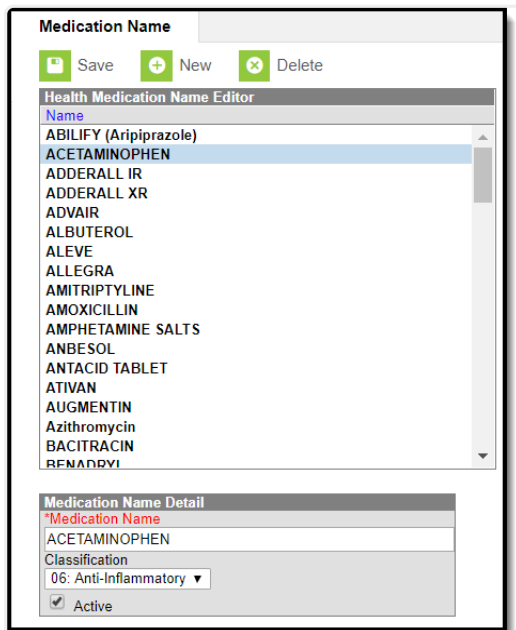 Medication Name
Save New Delete
Health Medication Name Editor
Name
ABILIFY (Aripiprazole)
ACETAMINOPHEN
ADDERALL IR
ADDERALL XR
ADVAIR
ALBUTEROL
ALEVE
ALLEGRA
AMITRIPTYLINE
AMOXICILLIN
AMPHETAMINE SALTS
ANBESOL
ANTACID TABLET
ATIVAN
AUGMENTIN
Azithromycin
BACITRACIN
BENADRYL
Medication Name Detail
*Medication Name
ACETAMINOPHEN
Classification
06: Anti-Inflammatory
Active